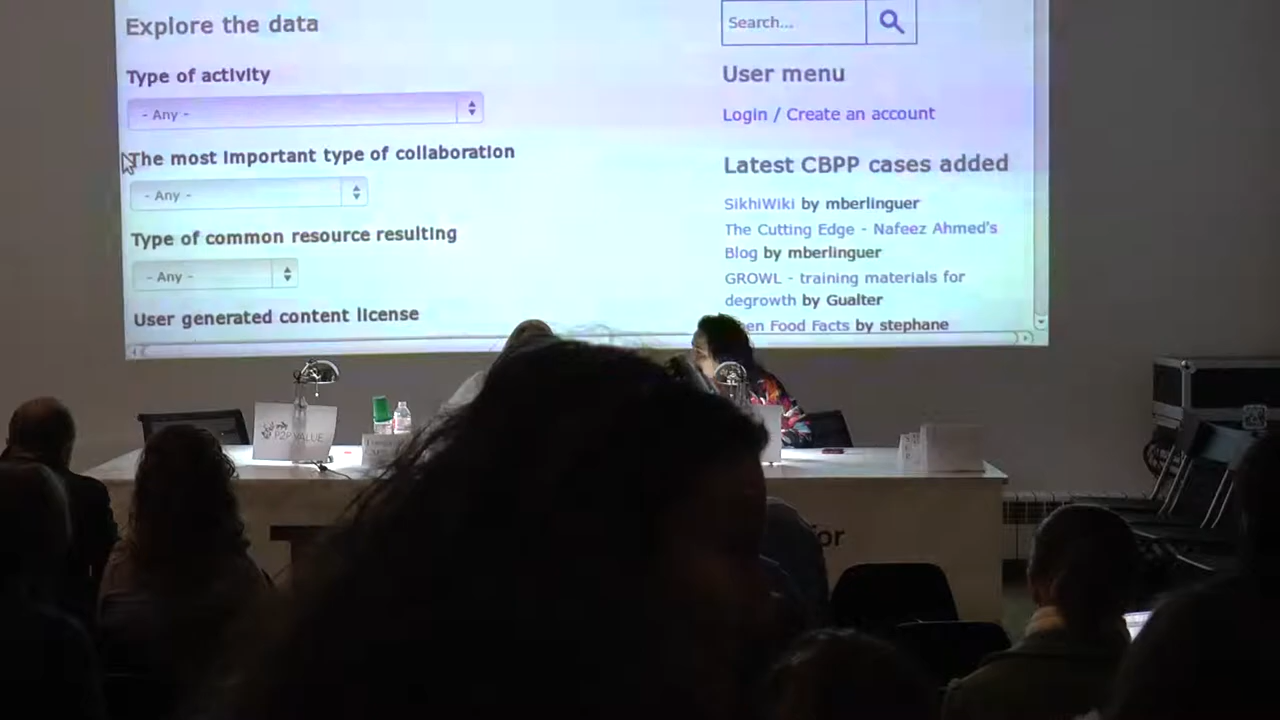 Explore the data
Type of activity
- Any -
The most important type of collaboration
- Any -
Type of common resource resulting
- Any -
User generated content license
Search...
User menu
Login / Create an account
Latest CBPP cases added
SikhiWiki by mberlinguer
The Cutting Edge - Nafeez Ahmed's
Blog by mberlinguer
GROWL - training materials for
degrowth by Gualter
Food Facts by stephane
P2P VALUE